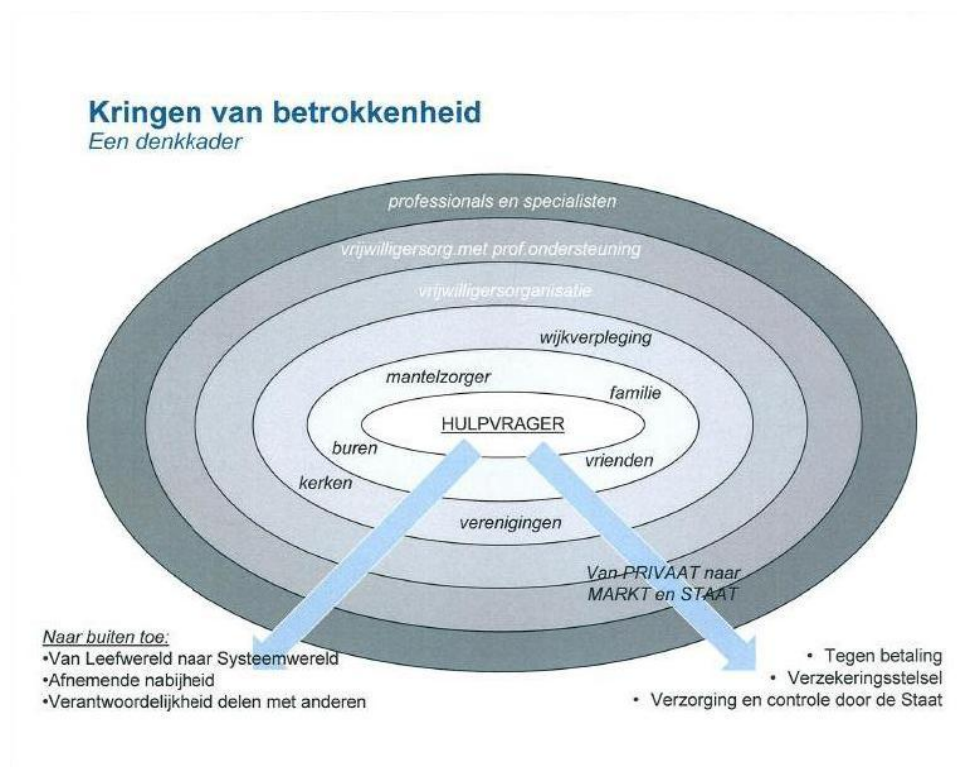 Kringen van betrokkenheid
Een denkkader
professionals en specialisten
vrijwilligersorg.met prof.ondersteuning
vrijwilligersorganisatie
wijkverpleging
mantelzorger
familie
HULPVRAGER
buren
vrienden
kerken
verenigingen
Van PRIVAAT naar
MARKT en STAAT
Naar buiten toe:
•Van Leefwereld naar Systeemwereld
•Afnemende nabijheid
•Verantwoordelijkheid delen met anderen
• Tegen betaling
• Verzekeringsstelsel
• Verzorging en controle door de Staat